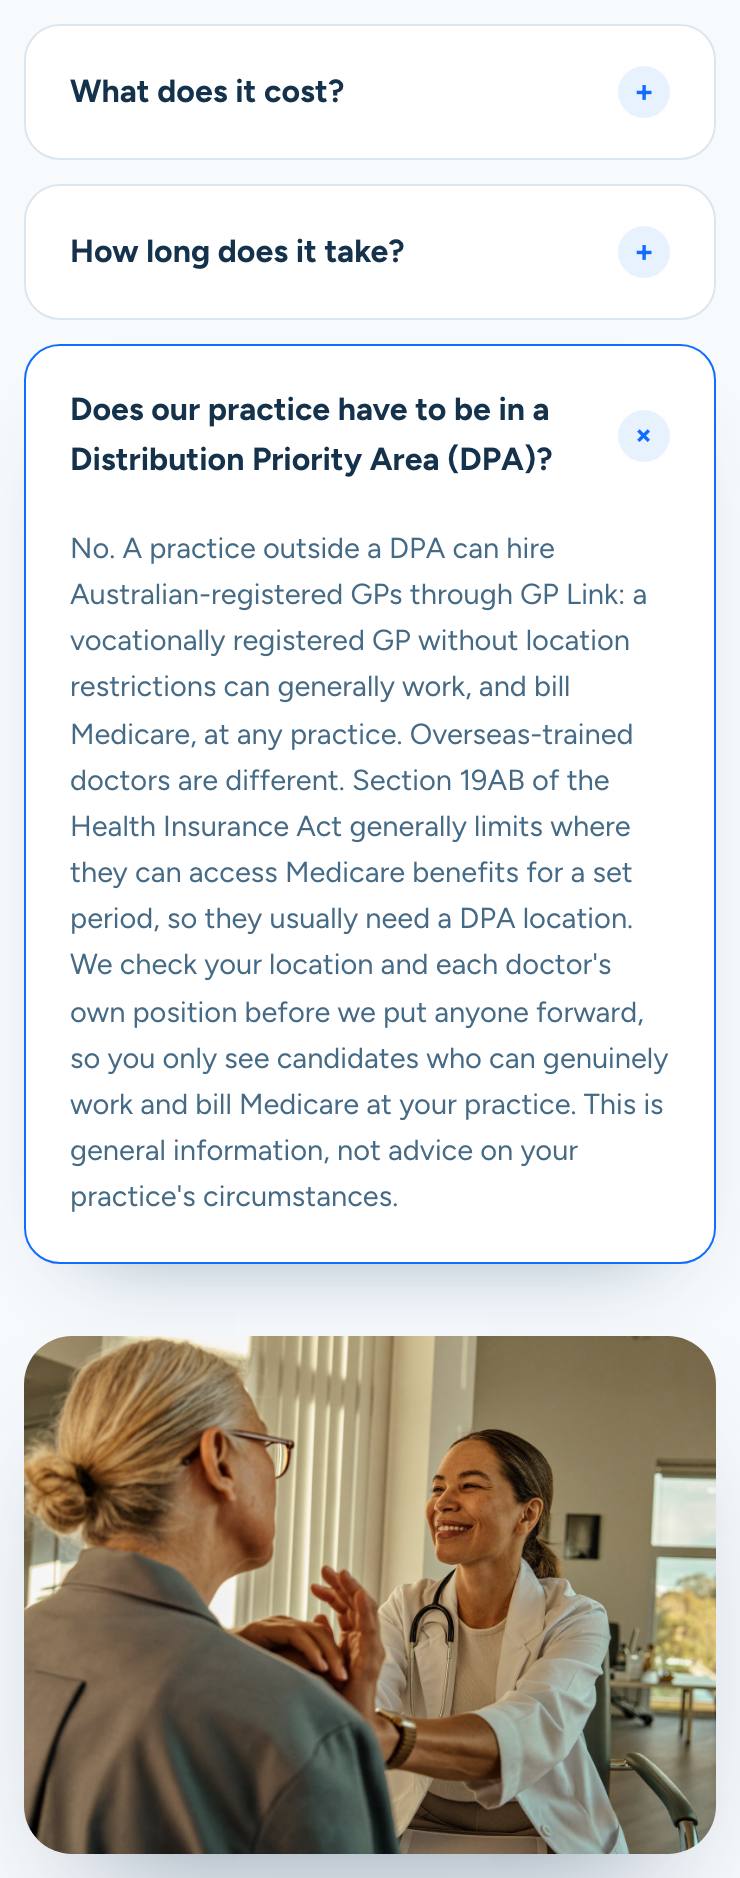 What does it cost?
+
How long does it take?
+
Does our practice have to be in a
Distribution Priority Area (DPA)?
×
No. A practice outside a DPA can hire
Australian-registered GPs through GP Link: a
vocationally registered GP without location
restrictions can generally work, and bill
Medicare, at any practice. Overseas-trained
doctors are different. Section 19AB of the
Health Insurance Act generally limits where
they can access Medicare benefits for a set
period, so they usually need a DPA location.
We check your location and each doctor's
own position before we put anyone forward,
so you only see candidates who can genuinely
work and bill Medicare at your practice. This is
general information, not advice on your
practice's circumstances.